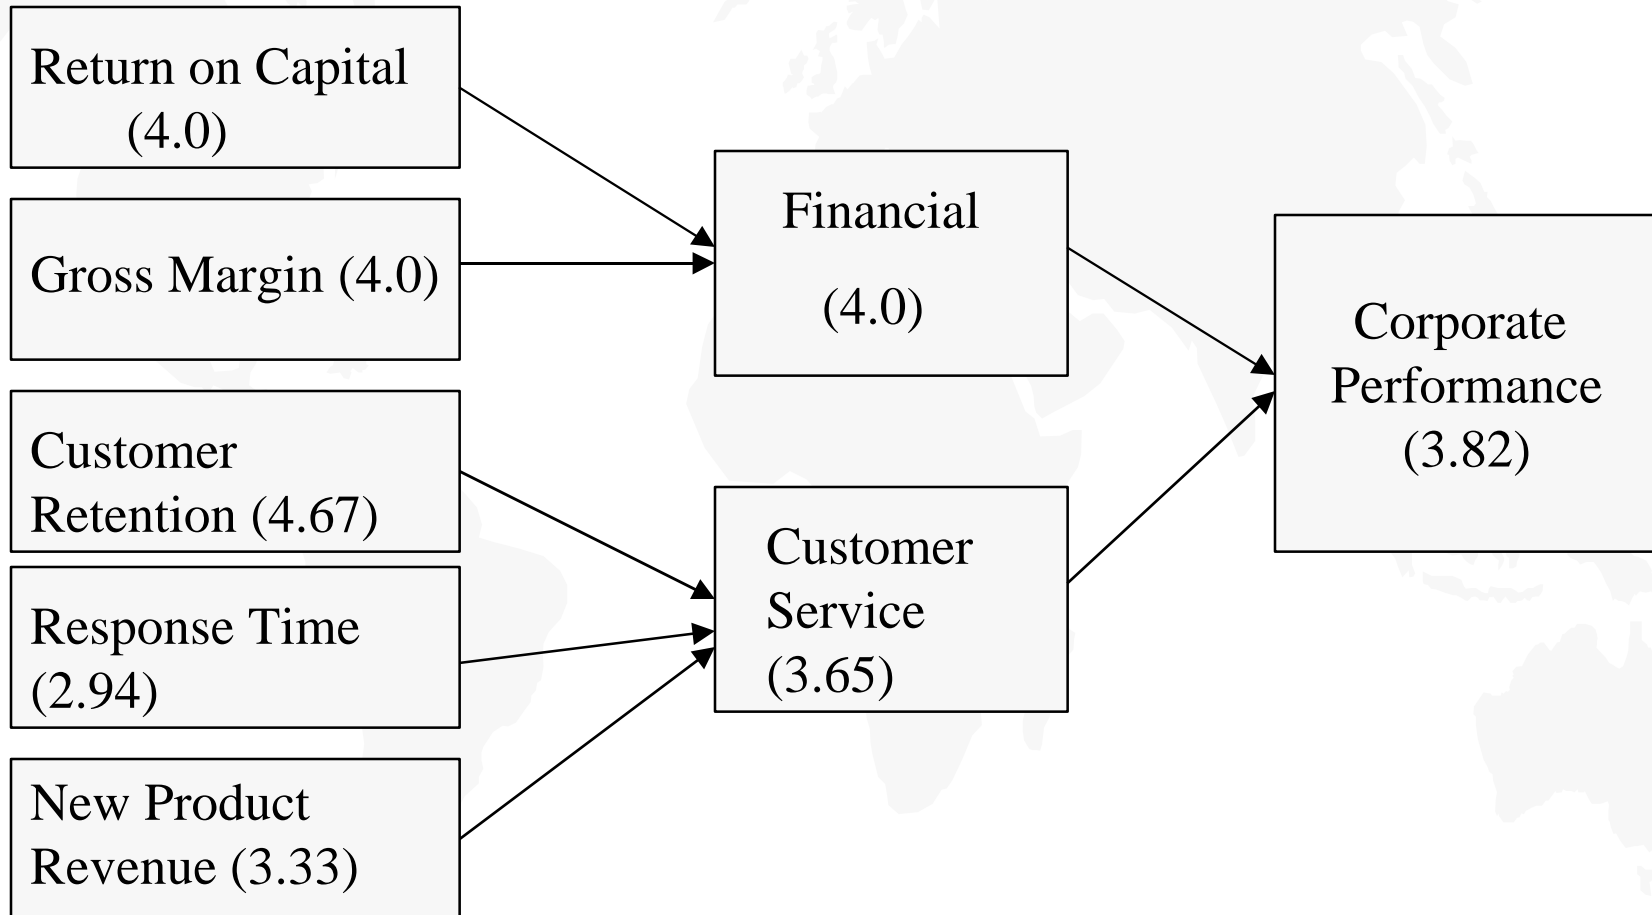 Return on Capital
(4.0)
Gross Margin (4.0)
Customer
Retention (4.67)
Response Time
(2.94)
New Product
Revenue (3.33)
Financial
(4.0)
Customer
Service
(3.65)
Corporate
Performance
(3.82)